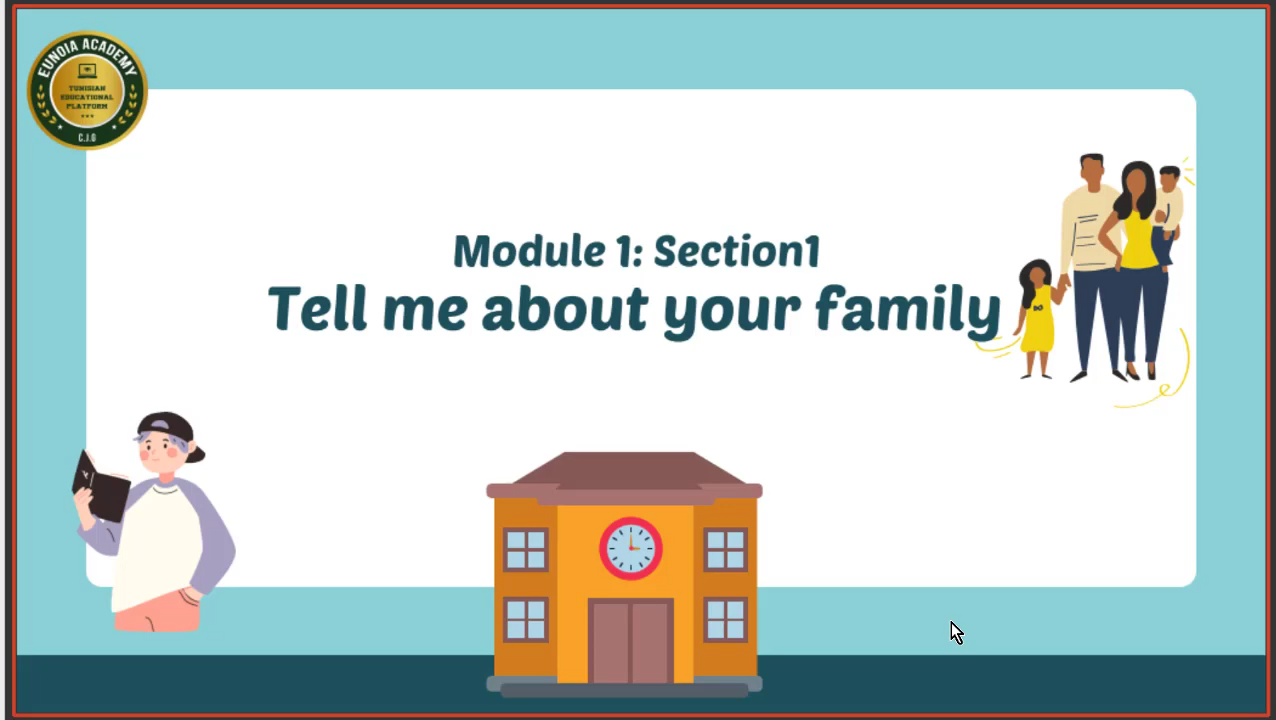 EUNOIA ACADEMY
TUNISIAN
EDUCATIONAL
PLATFORM
C.J.G
Module 1: Section1
Tell me about your family